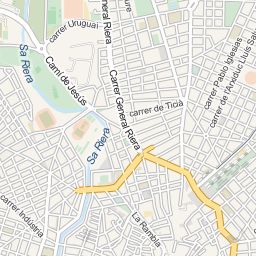 carrer Uruguai
General Riera
Sa Riera
Camí de Jesús
Carrer General Riera
carrer Pablo Iglesias
carrer de l'Arxiduc Lluís Sal
carrer de Ticià
Sa Riera
carrer Indústria
La Rambla